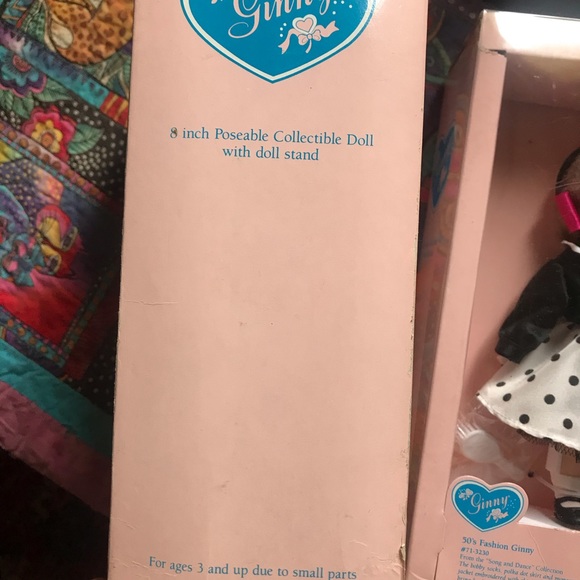 Ginny
8 inch Poseable Collectible Doll
with doll stand
For ages 3 and up due to small parts
Ginny
50's Fashion Ginny
#71-3230
From the "Song and Dance" Collection
The bobby socks, polka dot skirt and
jacket